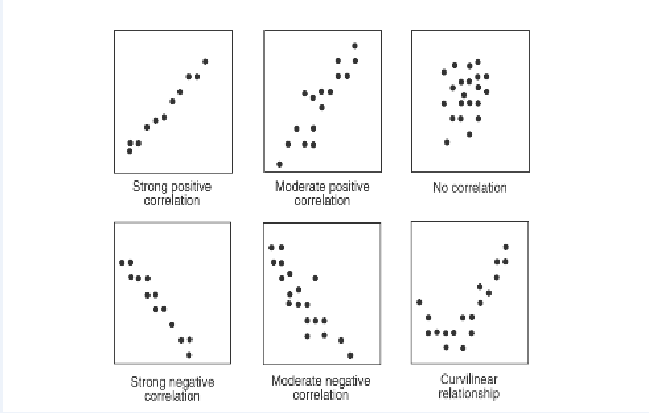 Strong positive
correlation
Moderate positive
correlation
No correlation
Strong negative
correlation
Moderate negative
correlation
Curvilinear
relationship